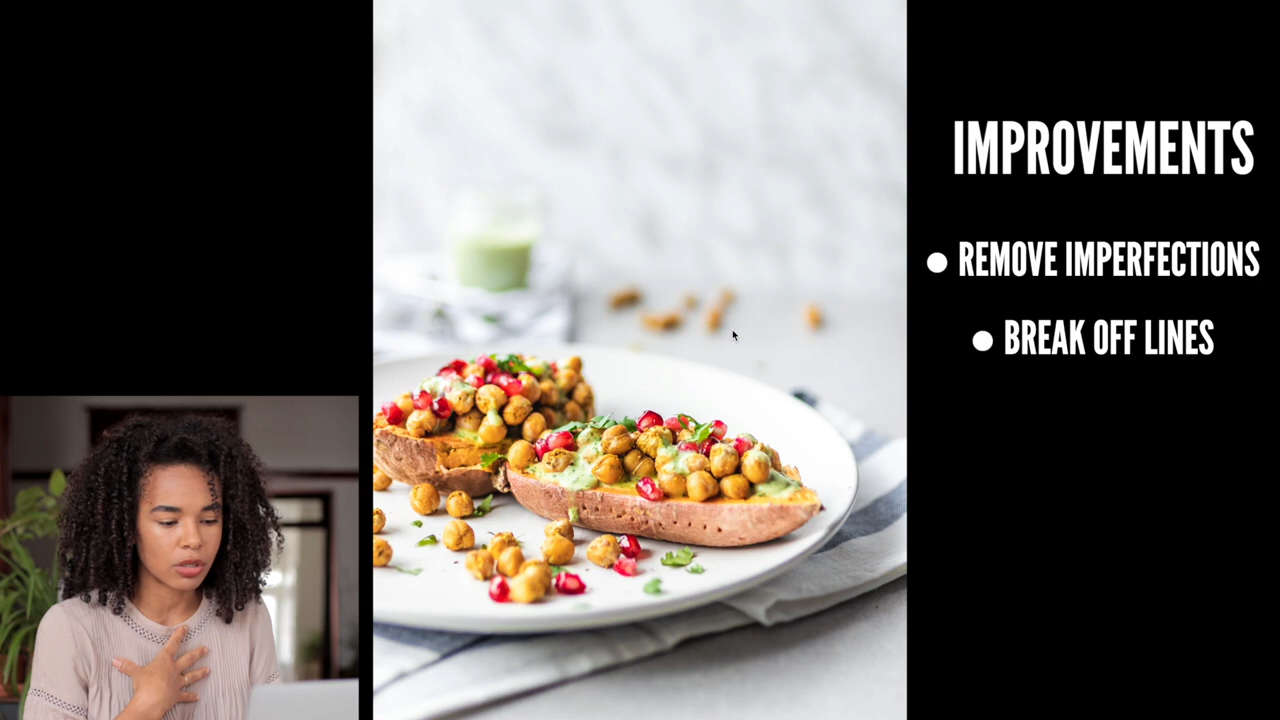 IMPROVEMENTS
● REMOVE IMPERFECTIONS
● BREAK OFF LINES